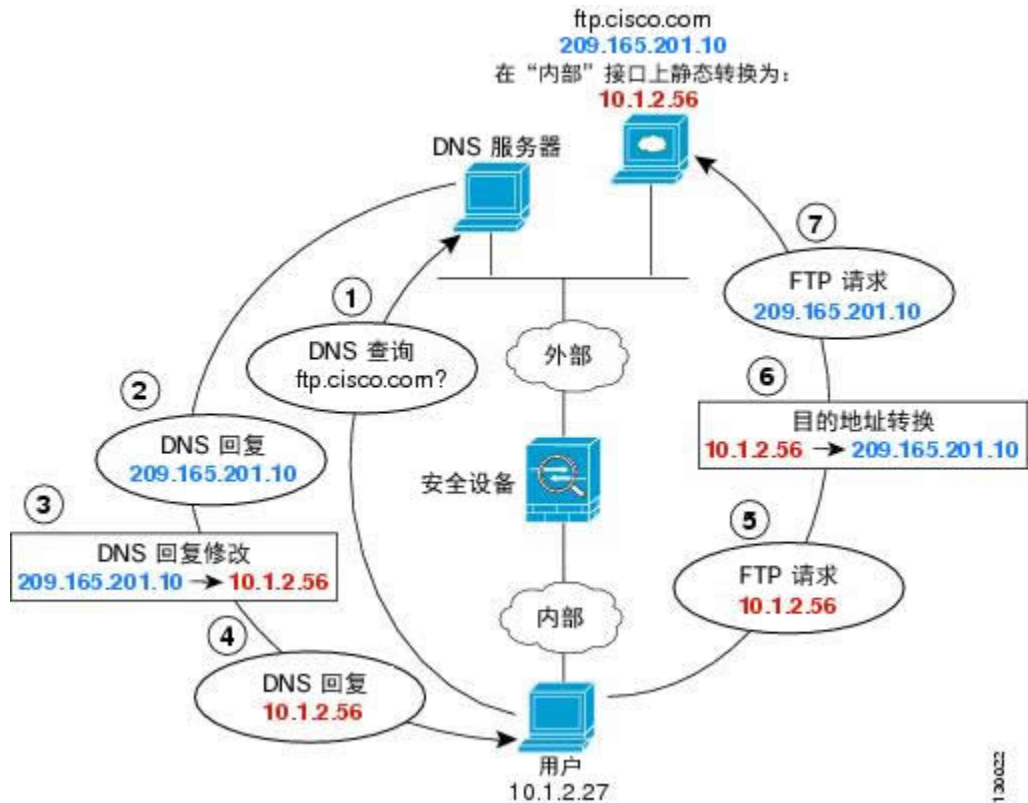 ftp.cisco.com
209.165.201.10
在“内部”接口上静态转换为：
10.1.2.56
DNS 服务器
7
FTP 请求
209.165.201.10
1
DNS 查询
ftp.cisco.com?
外部
2
DNS 回复
209.165.201.10
6
目的地址转换
10.1.2.56 → 209.165.201.10
安全设备
3
DNS 回复修改
209.165.201.10 → 10.1.2.56
5
FTP 请求
10.1.2.56
内部
4
DNS 回复
10.1.2.56
用户
10.1.2.27
130022